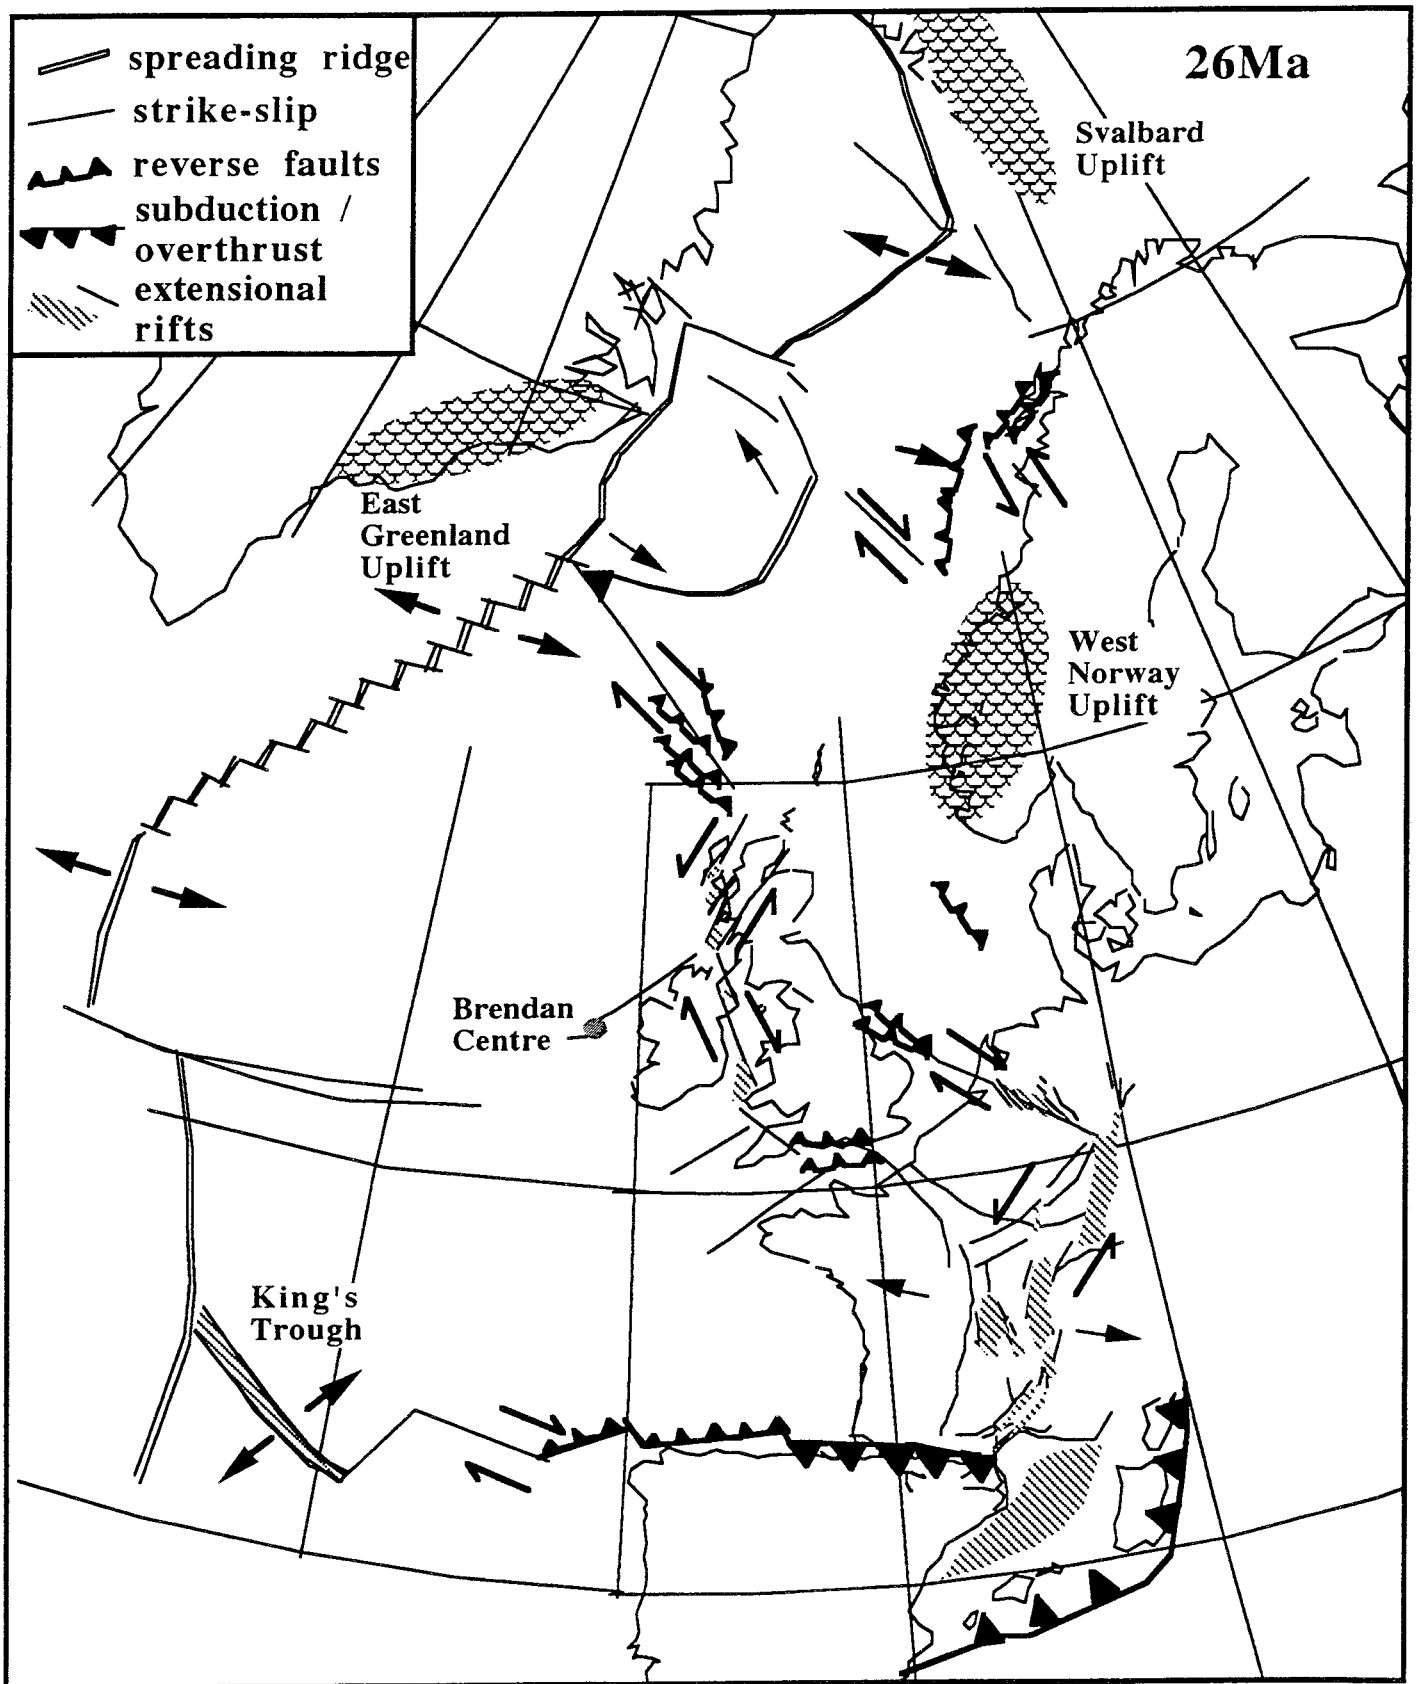 spreading ridge
strike-slip
reverse faults
subduction /
overthrust
extensional
rifts
26Ma
Svalbard
Uplift
East
Greenland
Uplift
West
Norway
Uplift
Brendan
Centre
King's
Trough